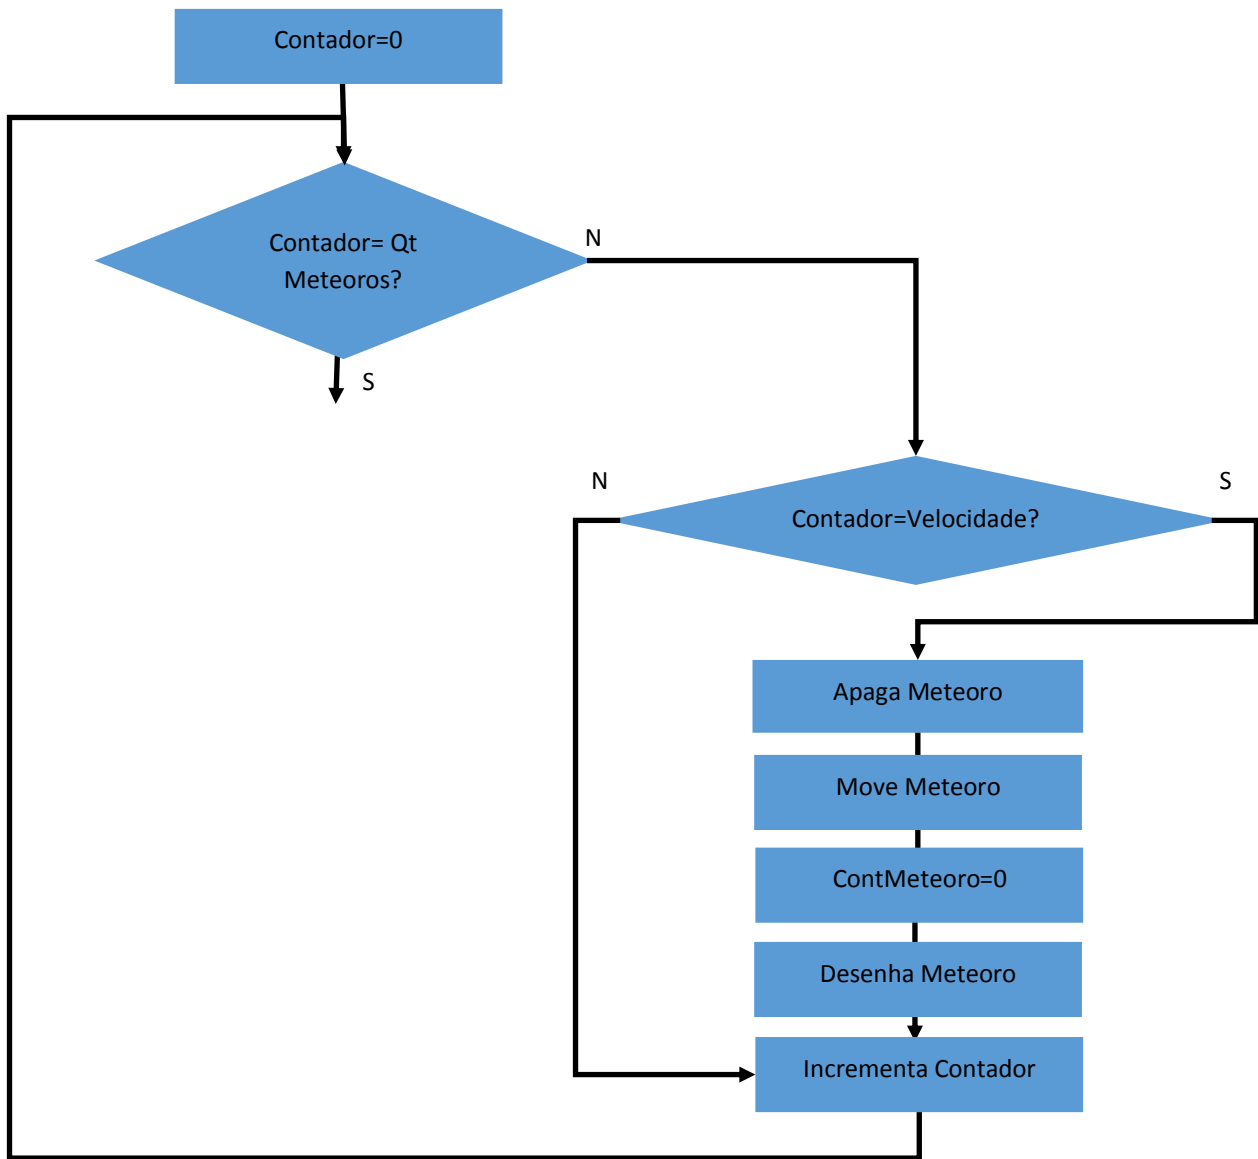 Contador=0
Contador= Qt
Meteoros?
N
S
N
S
Contador=Velocidade?
Apaga Meteoro
Move Meteoro
ContMeteoro=0
Desenha Meteoro
Incrementa Contador